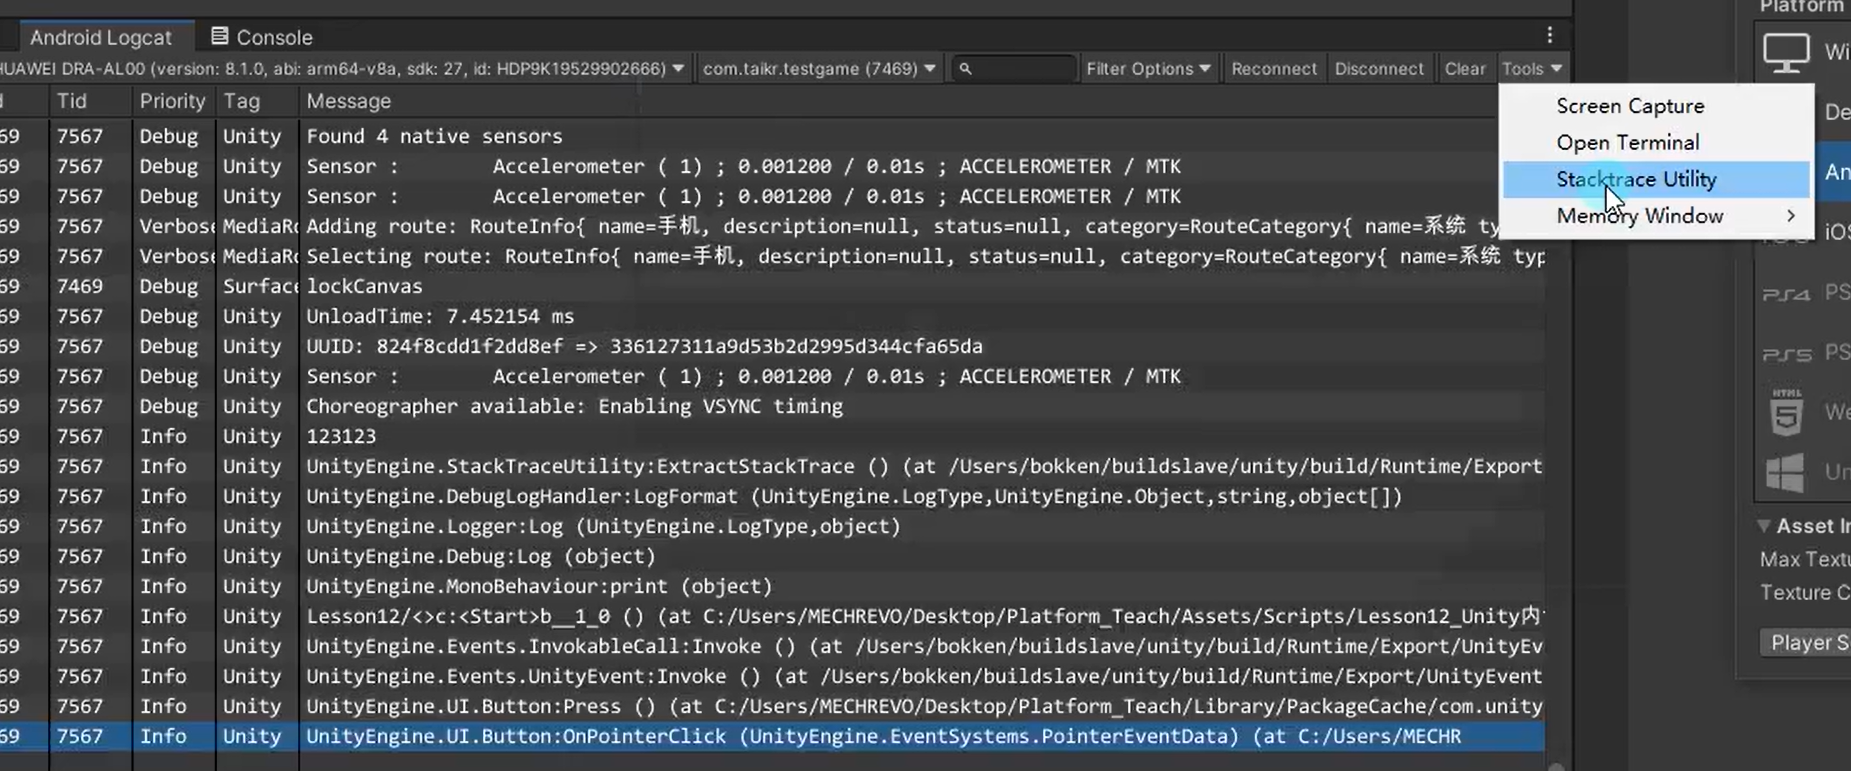 Platform
Android Logcat Console
HUAWEI DRA-AL00 (version: 8.1.0, abi: arm64-v8a, sdk: 27, id: HDP9K19529902666) com.taikr.testgame (7469) Filter Options Reconnect Disconnect Clear Tools
Tid Priority Tag Message
Screen Capture
Open Terminal
Stacktrace Utility
Memory Window
69 7567 Debug Unity Found 4 native sensors
69 7567 Debug Unity Sensor : Accelerometer ( 1) ; 0.001200 / 0.01s ; ACCELEROMETER / MTK
69 7567 Debug Unity Sensor : Accelerometer ( 1) ; 0.001200 / 0.01s ; ACCELEROMETER / MTK
69 7567 Verbose MediaRo Adding route: RouteInfo{ name=手机, description=null, status=null, category=RouteCategory{ name=系统 ty
69 7567 Verbose MediaRo Selecting route: RouteInfo{ name=手机, description=null, status=null, category=RouteCategory{ name=系统 typ
69 7469 Debug Surface lockCanvas
69 7567 Debug Unity UnloadTime: 7.452154 ms
69 7567 Debug Unity UUID: 824f8cdd1f2dd8ef => 336127311a9d53b2d2995d344cfa65da
69 7567 Debug Unity Sensor : Accelerometer ( 1) ; 0.001200 / 0.01s ; ACCELEROMETER / MTK
69 7567 Debug Unity Choreographer available: Enabling VSYNC timing
69 7567 Info Unity 123123
69 7567 Info Unity UnityEngine.StackTraceUtility:ExtractStackTrace () (at /Users/bokken/buildslave/unity/build/Runtime/Export
69 7567 Info Unity UnityEngine.DebugLogHandler:LogFormat (UnityEngine.LogType,UnityEngine.Object,string,object[])
69 7567 Info Unity UnityEngine.Logger:Log (UnityEngine.LogType,object)
69 7567 Info Unity UnityEngine.Debug:Log (object)
69 7567 Info Unity UnityEngine.MonoBehaviour:print (object)
69 7567 Info Unity Lesson12/<>c:<Start>b__1_0 () (at C:/Users/MECHREVO/Desktop/Platform_Teach/Assets/Scripts/Lesson12_Unity内
69 7567 Info Unity UnityEngine.Events.InvokableCall:Invoke () (at /Users/bokken/buildslave/unity/build/Runtime/Export/UnityEv
69 7567 Info Unity UnityEngine.Events.UnityEvent:Invoke () (at /Users/bokken/buildslave/unity/build/Runtime/Export/UnityEvent
69 7567 Info Unity UnityEngine.UI.Button:Press () (at C:/Users/MECHREVO/Desktop/Platform_Teach/Library/PackageCache/com.unity
69 7567 Info Unity UnityEngine.UI.Button:OnPointerClick (UnityEngine.EventSystems.PointerEventData) (at C:/Users/MECHR
Wi
De
An
iOS
PS4 PS
PS5 PS
HTML 5 We
Un
Asset In
Max Textu
Texture C
Player S